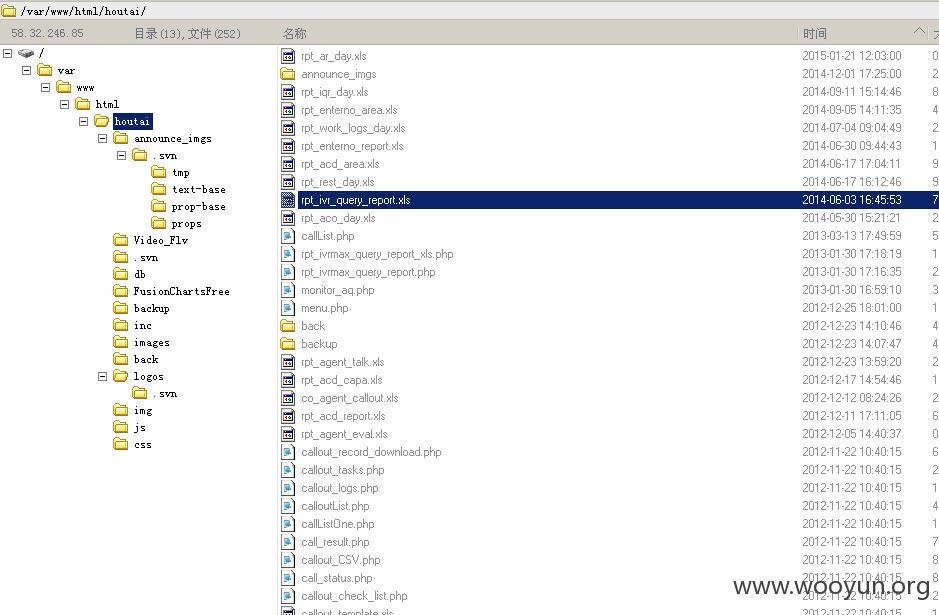 /var/www/html/houtai/
58.32.246.85 目录(13),文件(252) 名称 时间
/
var
www
html
houtai
announce_imgs
.svn
tmp
text-base
prop-base
props
Video_Flv
.svn
db
FusionChartsFree
backup
inc
images
back
logos
.svn
img
js
css
rpt_ar_day.xls 2015-01-21 12:03:00 0
announce_imgs 2014-12-01 17:25:00 4
rpt_iqr_day.xls 2014-09-11 15:14:46 8
rpt_enterno_area.xls 2014-09-05 14:11:35 4
rpt_work_logs_day.xls 2014-07-04 09:04:49 2
rpt_enterno_report.xls 2014-06-30 09:44:43 1
rpt_acd_area.xls 2014-06-17 17:04:11 9
rpt_rest_day.xls 2014-06-17 16:12:46 9
rpt_ivr_query_report.xls 2014-06-03 16:45:53 7
rpt_aco_day.xls 2014-05-30 15:21:21 2
callList.php 2013-03-13 17:49:59 5
rpt_ivrmax_query_report_xls.php 2013-01-30 17:18:19 1
rpt_ivrmax_query_report.php 2013-01-30 17:16:35 2
monitor_aq.php 2013-01-30 16:59:10 3
menu.php 2012-12-25 18:01:00 1
back 2012-12-23 14:10:46 4
backup 2012-12-23 14:07:47 4
rpt_agent_talk.xls 2012-12-23 13:59:20 2
rpt_acd_capa.xls 2012-12-17 14:54:46 1
co_agent_callout.xls 2012-12-12 08:24:26 2
rpt_acd_report.xls 2012-12-11 17:11:05 6
rpt_agent_eval.xls 2012-12-05 14:40:37 0
callout_record_download.php 2012-11-22 10:40:15 6
callout_tasks.php 2012-11-22 10:40:15 2
callout_logs.php 2012-11-22 10:40:15 1
calloutList.php 2012-11-22 10:40:15 4
callListOne.php 2012-11-22 10:40:15 1
call_result.php 2012-11-22 10:40:15 7
callout_CSV.php 2012-11-22 10:40:15 8
call_status.php 2012-11-22 10:40:15 8
callout_check_list.php 2012-11-22 10:40:15
callout_template.xls
www.wooyun.org